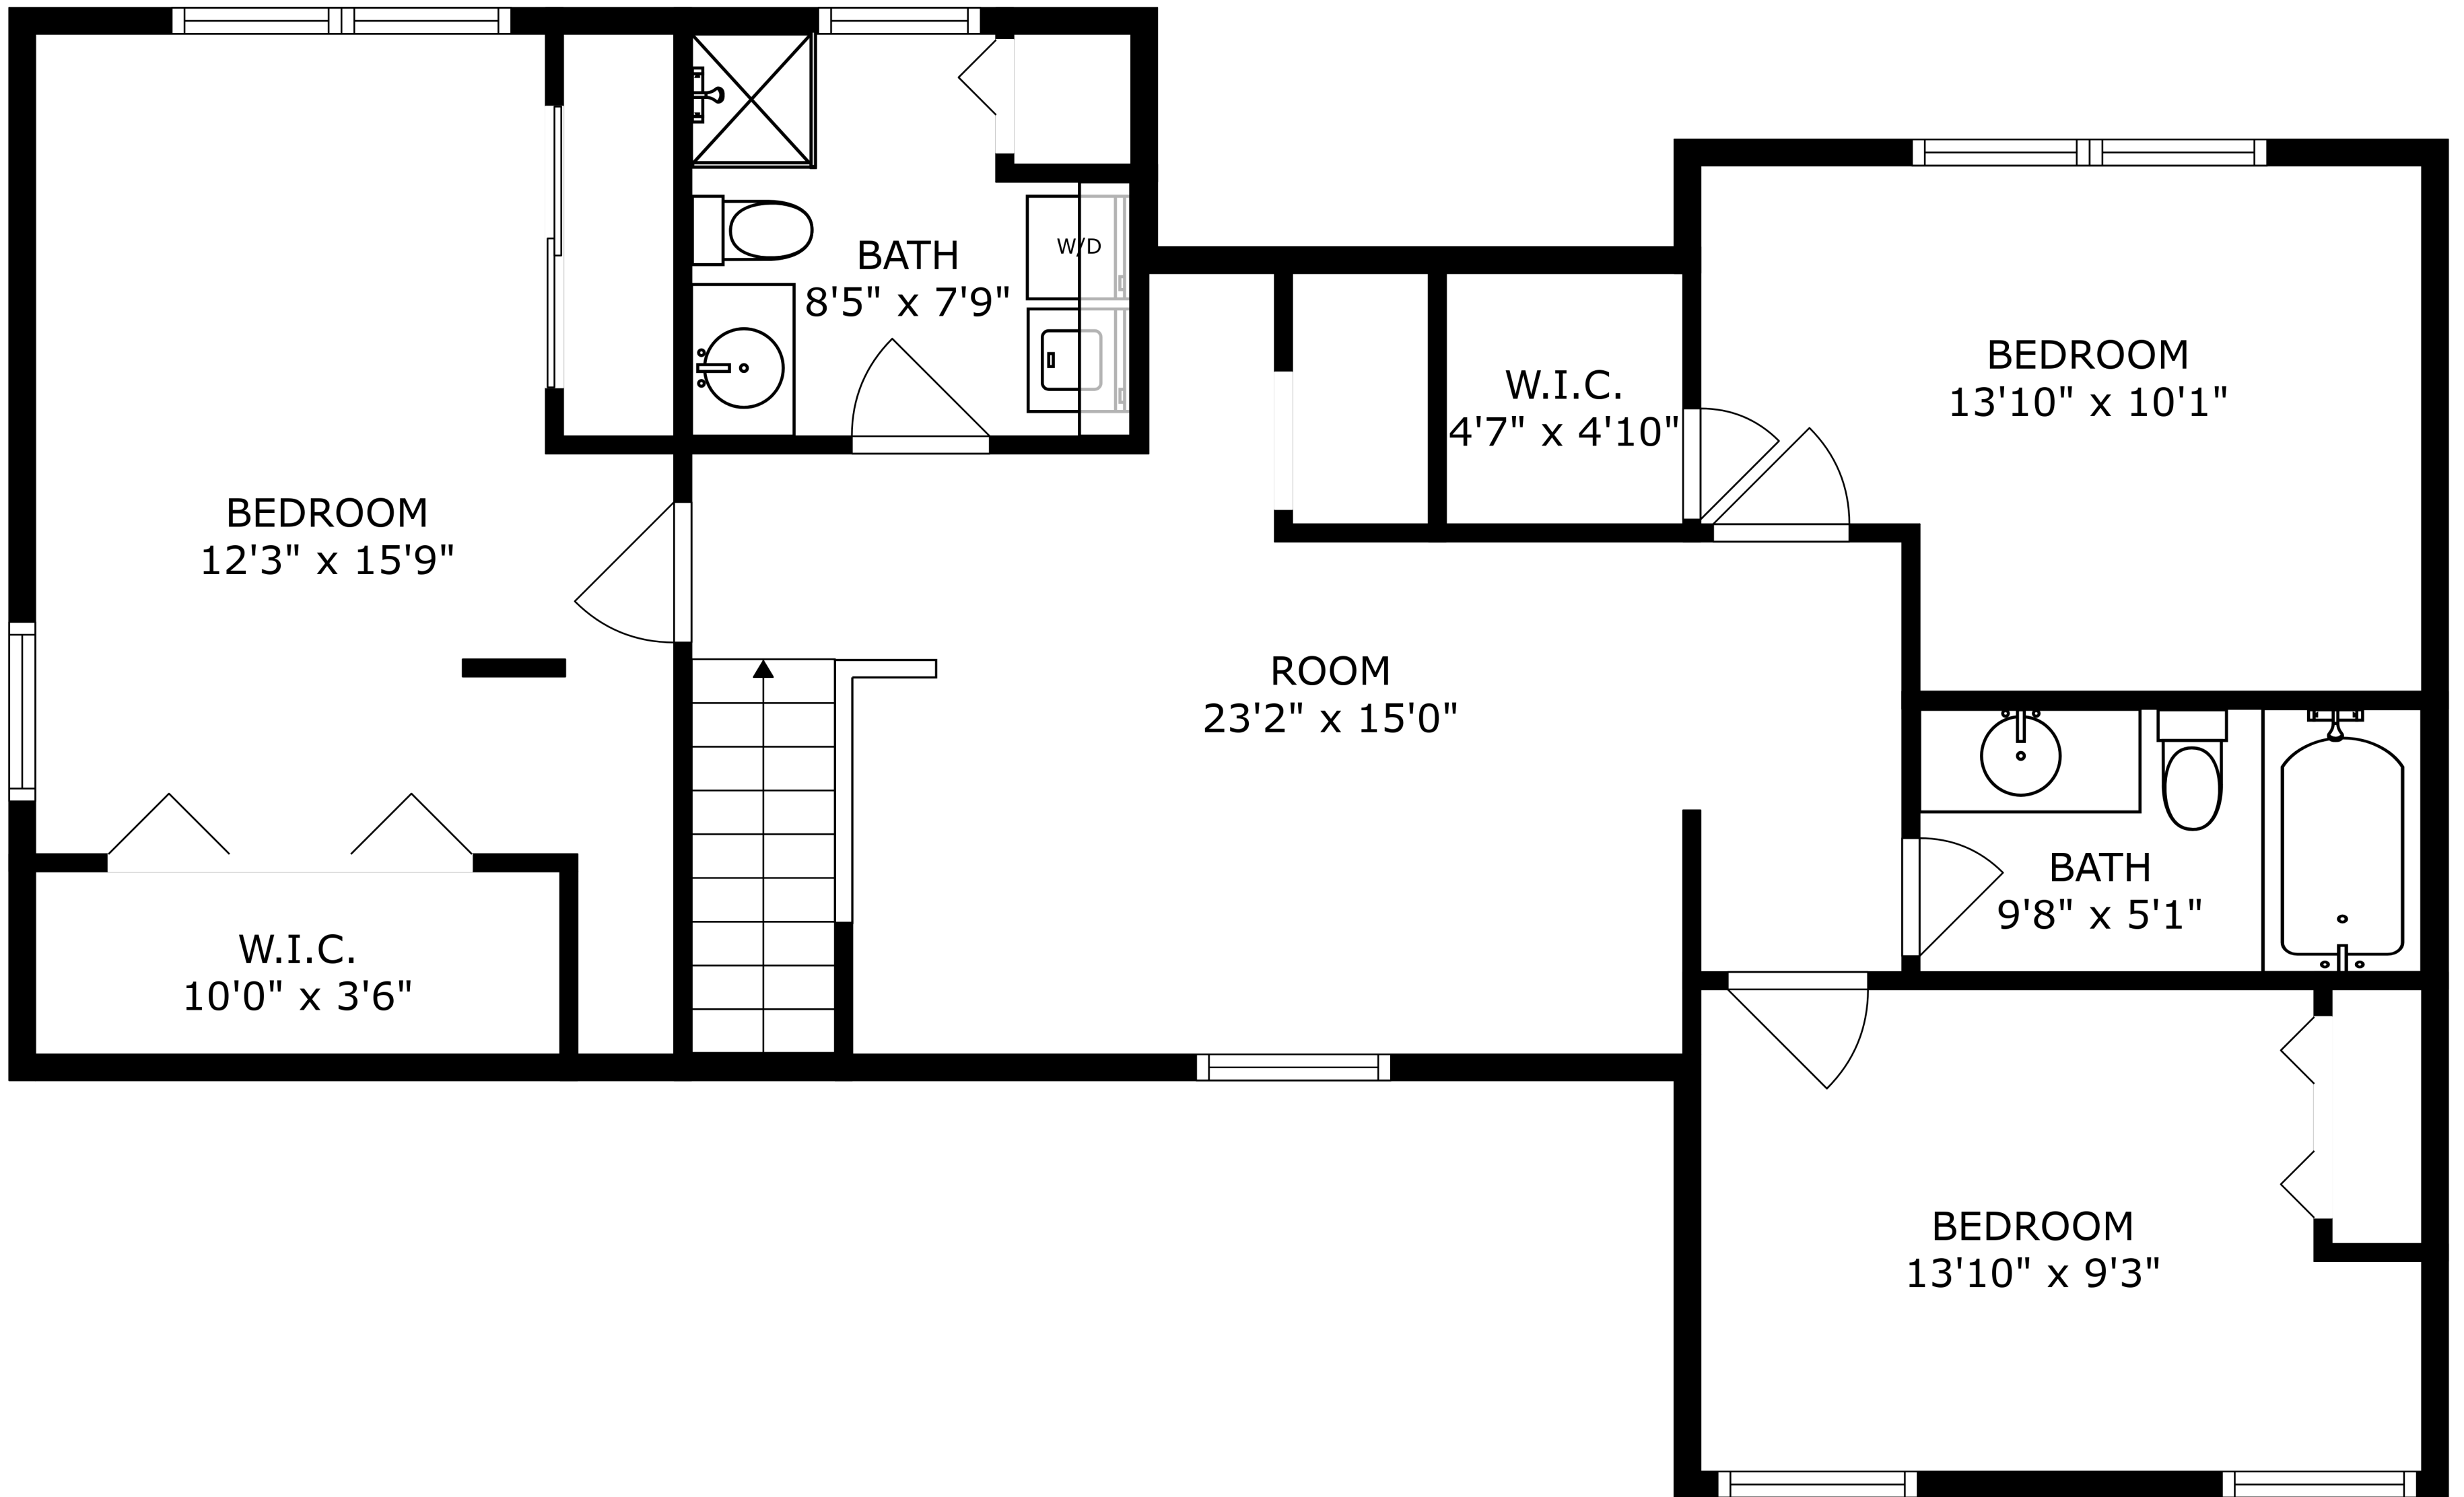 BATH
8'5" x 7'9"
W/D
BEDROOM
13'10" x 10'1"
W.I.C.
4'7" x 4'10"
BEDROOM
12'3" x 15'9"
ROOM
23'2" x 15'0"
BATH
9'8" x 5'1"
W.I.C.
10'0" x 3'6"
BEDROOM
13'10" x 9'3"